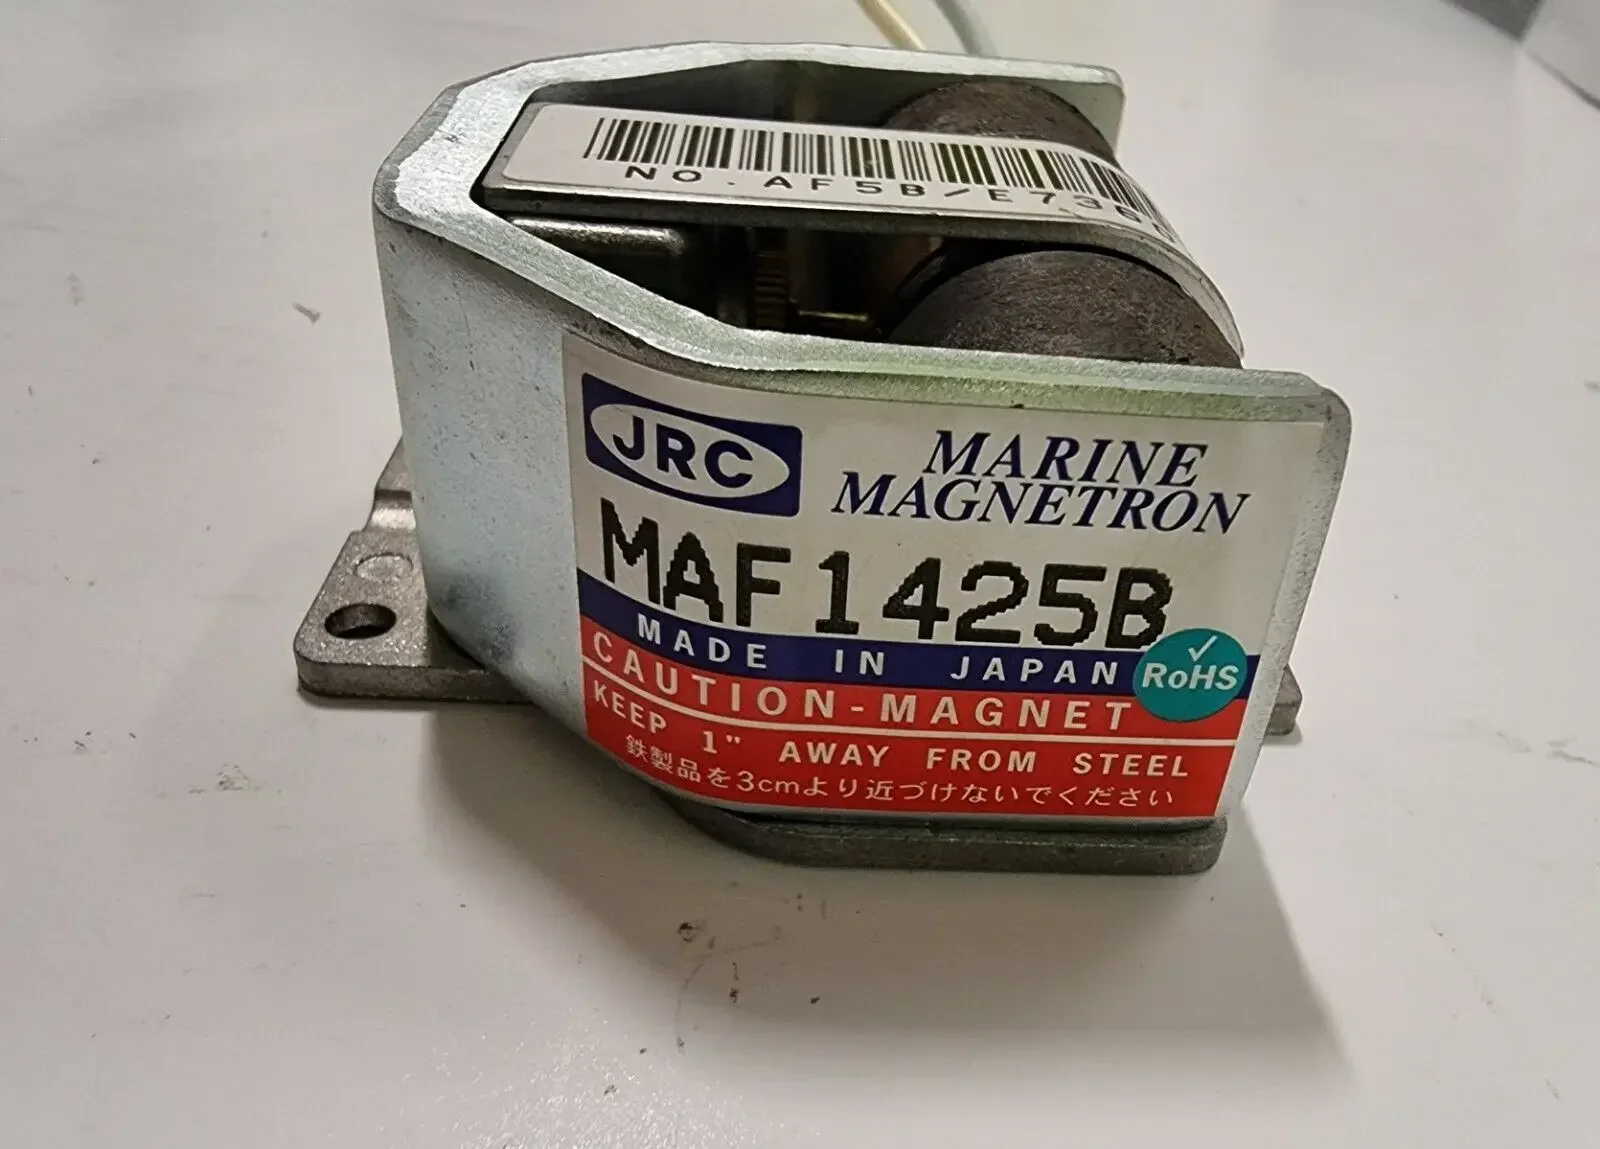 NO. AF5B/E736
JRC
MARINE
MAGNETRON
MAF1425B
MADE IN JAPAN
RoHS
CAUTION-MAGNET
KEEP 1" AWAY FROM STEEL
鉄製品を3cmより近づけないでください